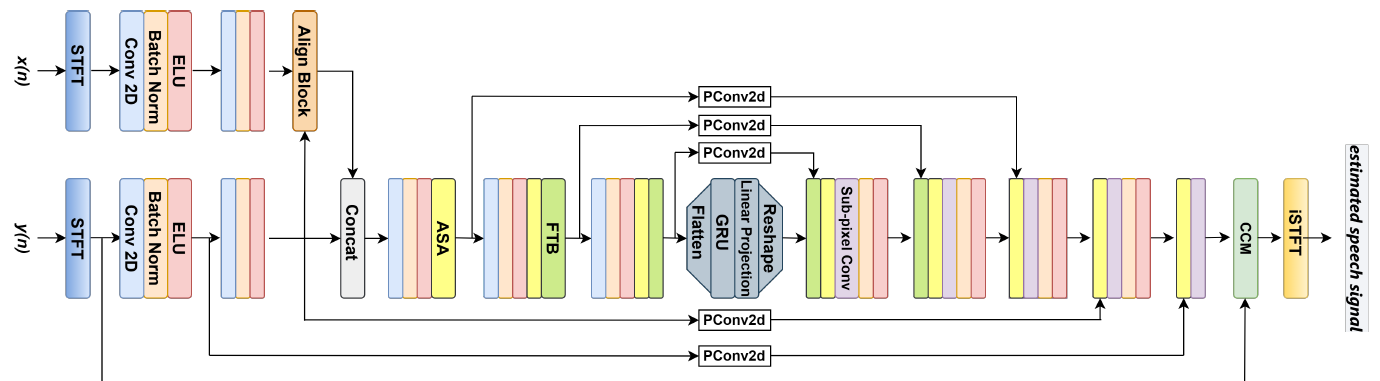 x(n)
STFT
Conv 2D
Batch Norm
ELU
Align Block
PConv2d
PConv2d
PConv2d
y(n)
STFT
Conv 2D
Batch Norm
ELU
Concat
ASA
FTB
Flatten
GRU
Linear Projection
Reshape
Sub-pixel Conv
CCM
iSTFT
estimated speech signal
PConv2d
PConv2d